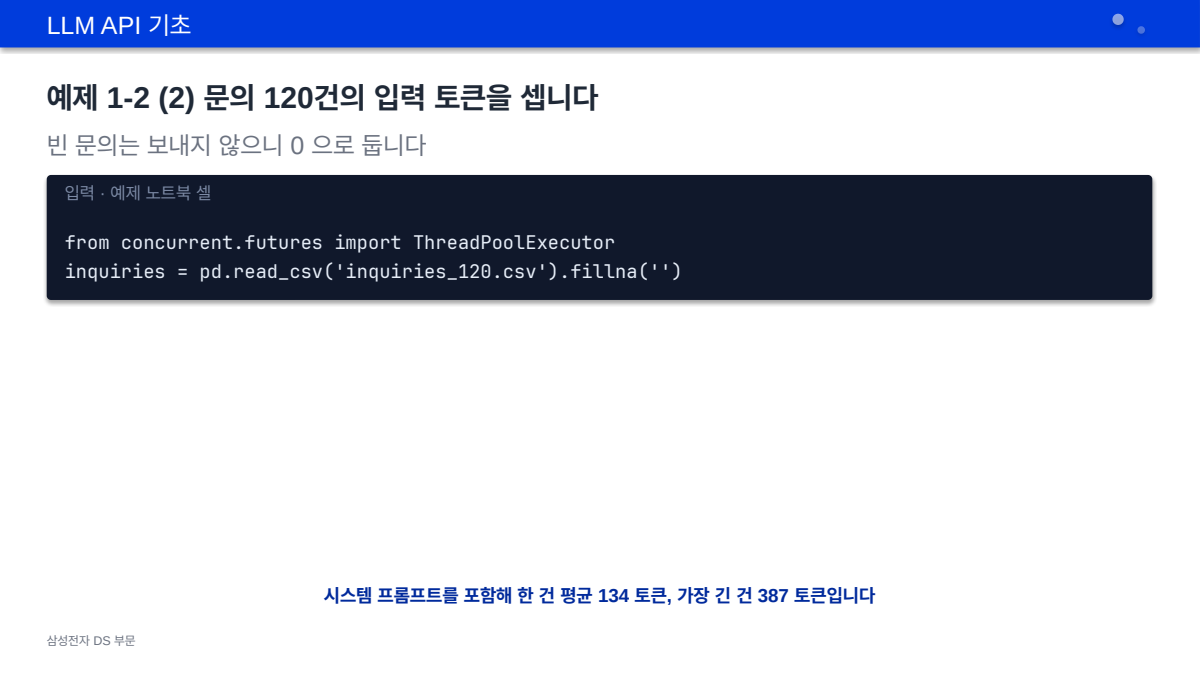 LLM API 기초
예제 1-2 (2) 문의 120건의 입력 토큰을 셉니다
빈 문의는 보내지 않으니 0 으로 둡니다
입력 · 예제 노트북 셀
from concurrent.futures import ThreadPoolExecutor
inquiries = pd.read_csv('inquiries_120.csv').fillna('')
시스템 프롬프트를 포함해 한 건 평균 134 토큰, 가장 긴 건 387 토큰입니다
삼성전자 DS 부문